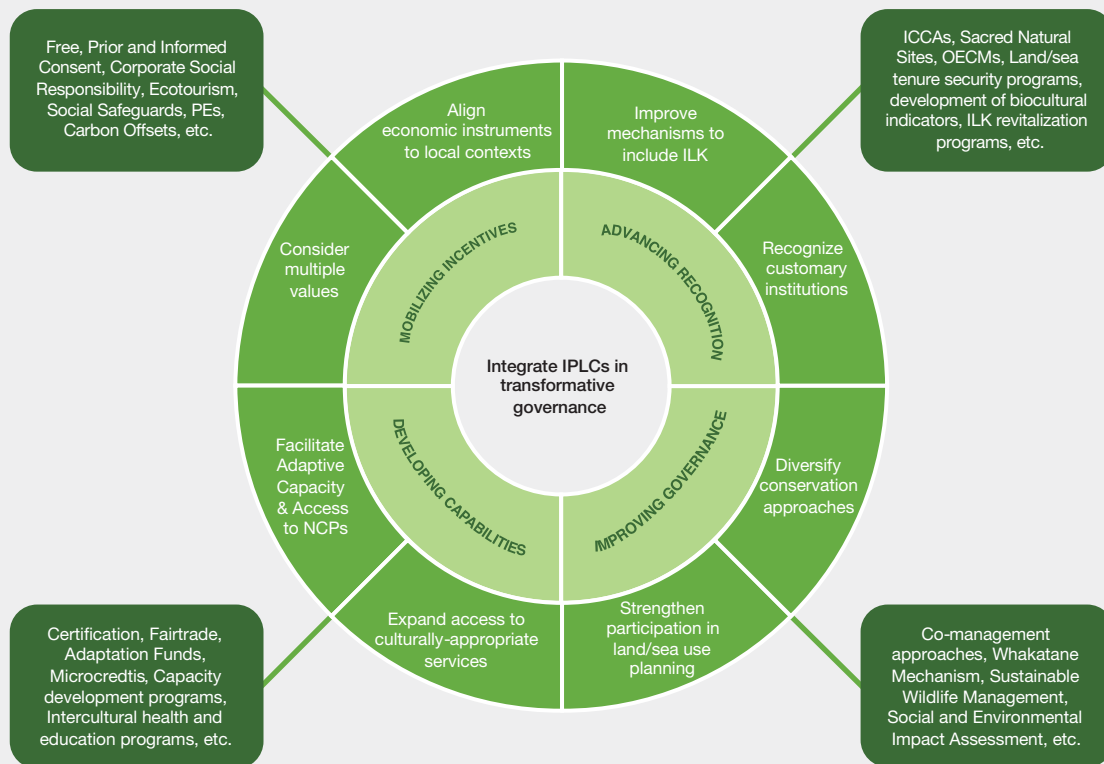 Free, Prior and Informed
Consent, Corporate Social
Responsibility, Ecotourism,
Social Safeguards, PEs,
Carbon Offsets, etc.
ICCAs, Sacred Natural
Sites, OECMs, Land/sea
tenure security programs,
development of biocultural
indicators, ILK revitalization
programs, etc.
Align
economic instruments
to local contexts
Improve
mechanisms to
include ILK
Consider
multiple
values
MOBILIZING INCENTIVES
ADVANCING RECOGNITION
Recognize
customary
institutions
Integrate IPLCs in
transformative
governance
Facilitate
Adaptive
Capacity
& Access
to NCPs
DEVELOPING CAPABILITIES
IMPROVING GOVERNANCE
Diversify
conservation
approaches
Expand access to
culturally-appropriate
services
Strengthen
participation in
land/sea use
planning
Certification, Fairtrade,
Adaptation Funds,
Microcredtis, Capacity
development programs,
Intercultural health and
education programs, etc.
Co-management
approaches, Whakatane
Mechanism, Sustainable
Wildlife Management,
Social and Environmental
Impact Assessment, etc.